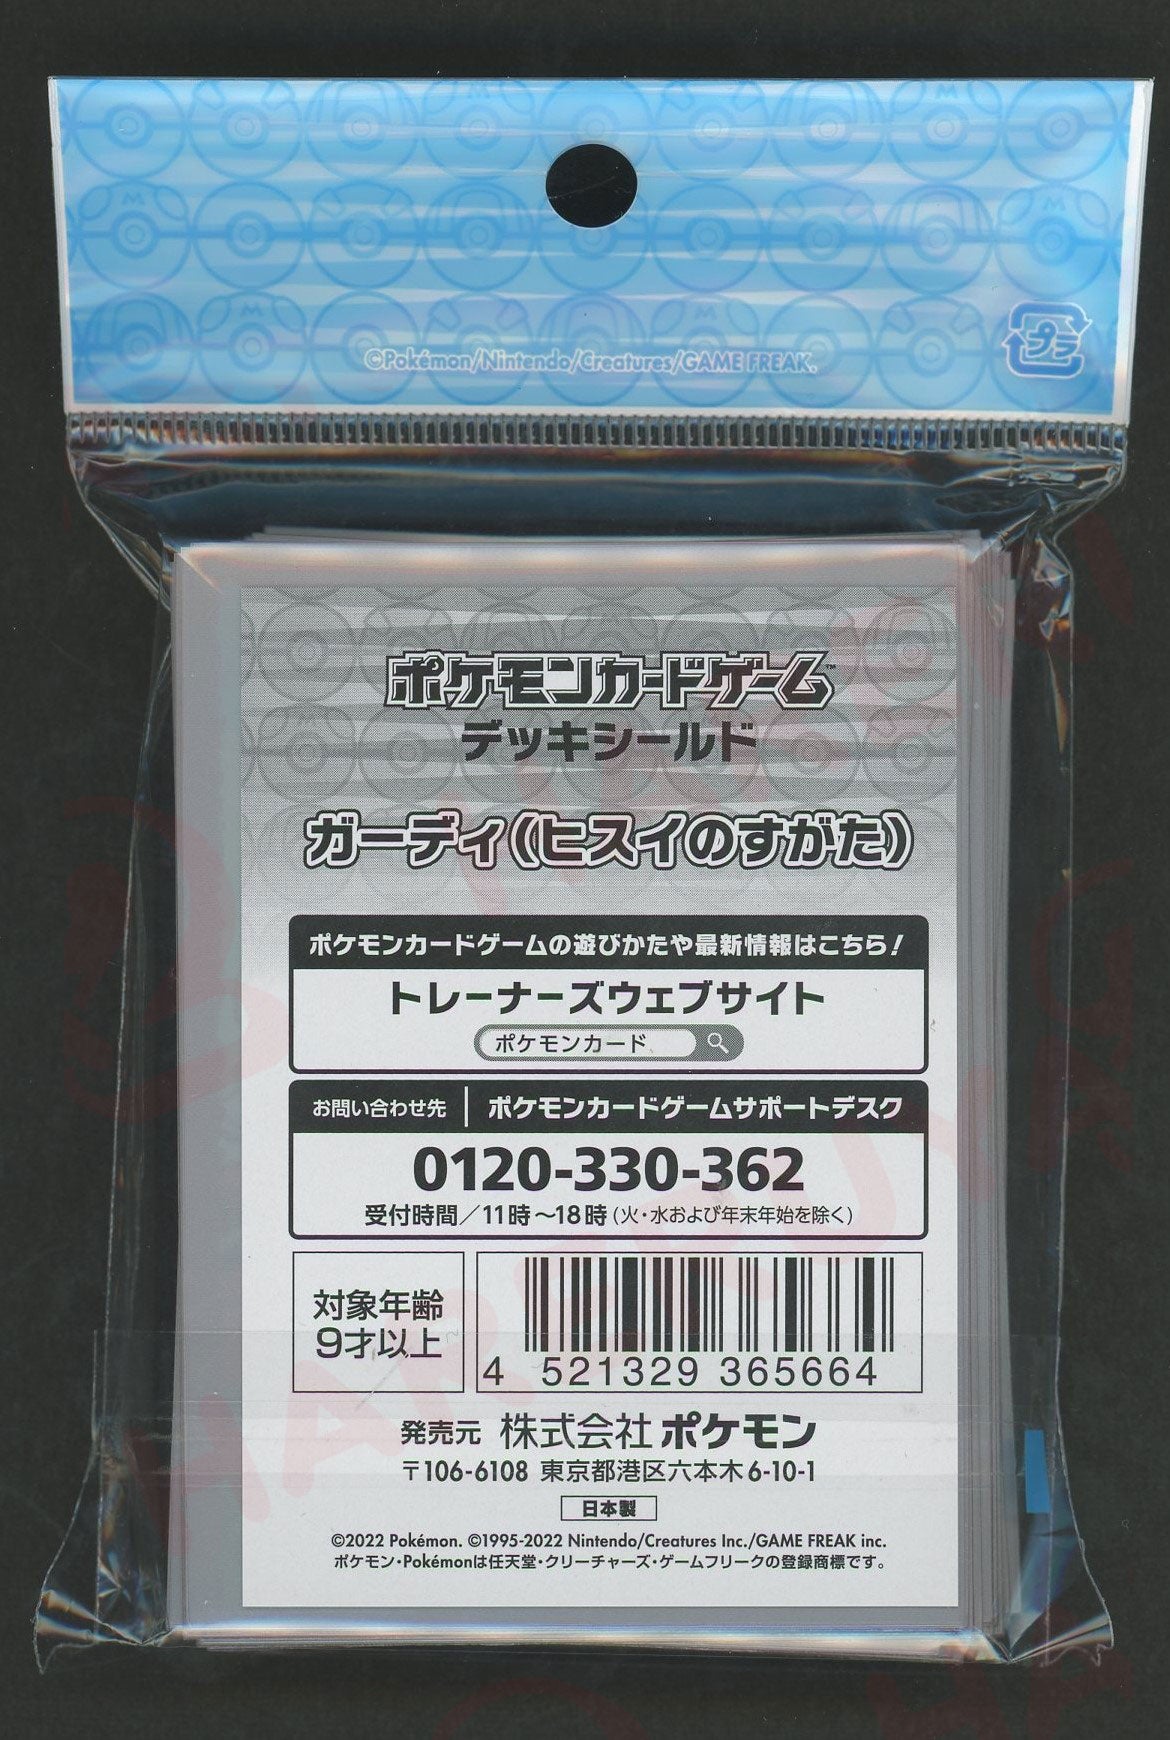 ©Pokémon/Nintendo/Creatures/GAME FREAK.
プラ
ポケモンカードゲーム™
デッキシールド
ガーディ(ヒスイのすがた)
ポケモンカードゲームの遊びかたや最新情報はこちら!
トレーナーズウェブサイト
ポケモンカード
お問い合わせ先 ポケモンカードゲームサポートデスク
0120-330-362
受付時間/11時~18時(火・水および年末年始を除く)
対象年齢
9才以上
4 521329 365664
発売元 株式会社ポケモン
〒106-6108 東京都港区六本木6-10-1
日本製
©2022 Pokémon. ©1995-2022 Nintendo/Creatures Inc./GAME FREAK inc.
ポケモン・Pokémonは任天堂・クリーチャーズ・ゲームフリークの登録商標です。